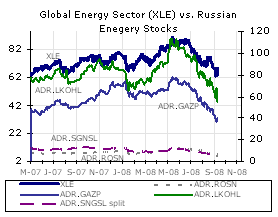 Global Energy Sector (XLE) vs. Russian
Enegery Stocks
82
62
42
22
2
120
100
80
60
40
20
0
XLE
ADR.LKOHL
ADR.GAZP
ADR.SGNSL
ADR.ROSN
M-07 J-07 S-07 N-07 J-08 M-08 M-08 J-08 S-08 N-08
XLE
ADR.ROSN
ADR.GAZP
ADR.LKOHL
ADR.SNGSL split